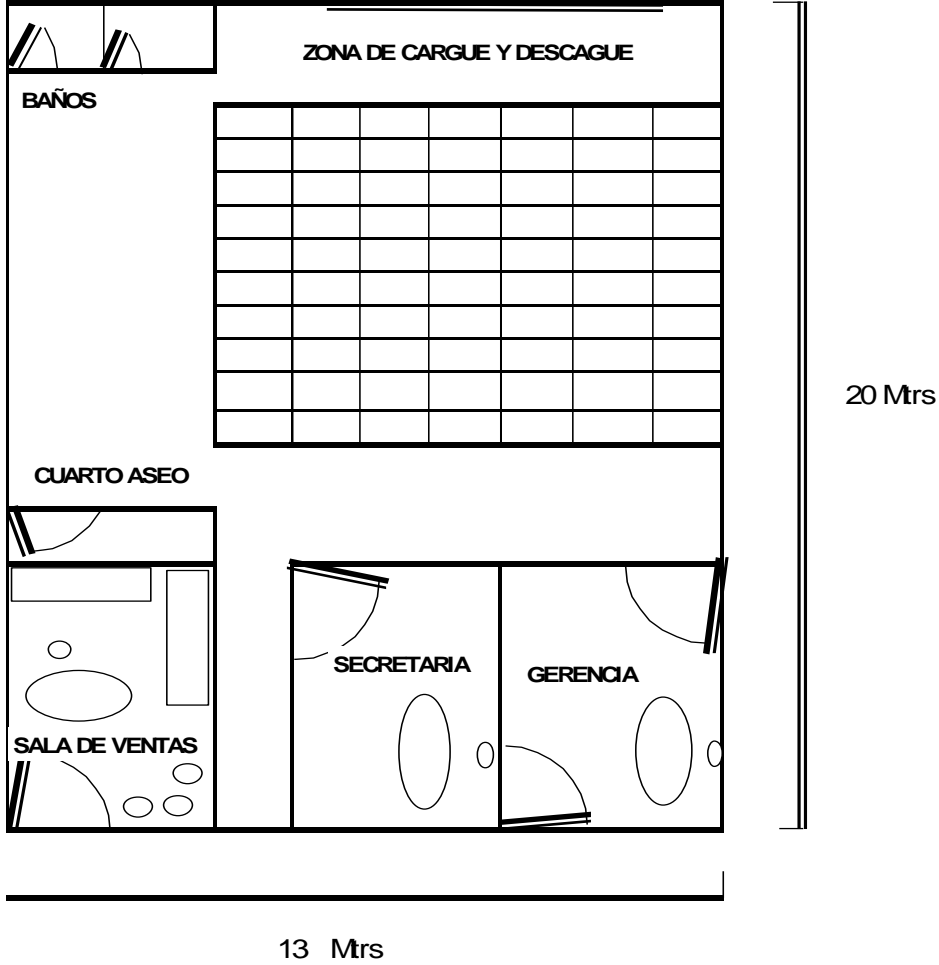 ZONA DE CARGUE Y DESCAGUE
BAÑOS
20 Mtrs
CUARTO ASEO
SECRETARIA
GERENCIA
SALA DE VENTAS
13 Mtrs